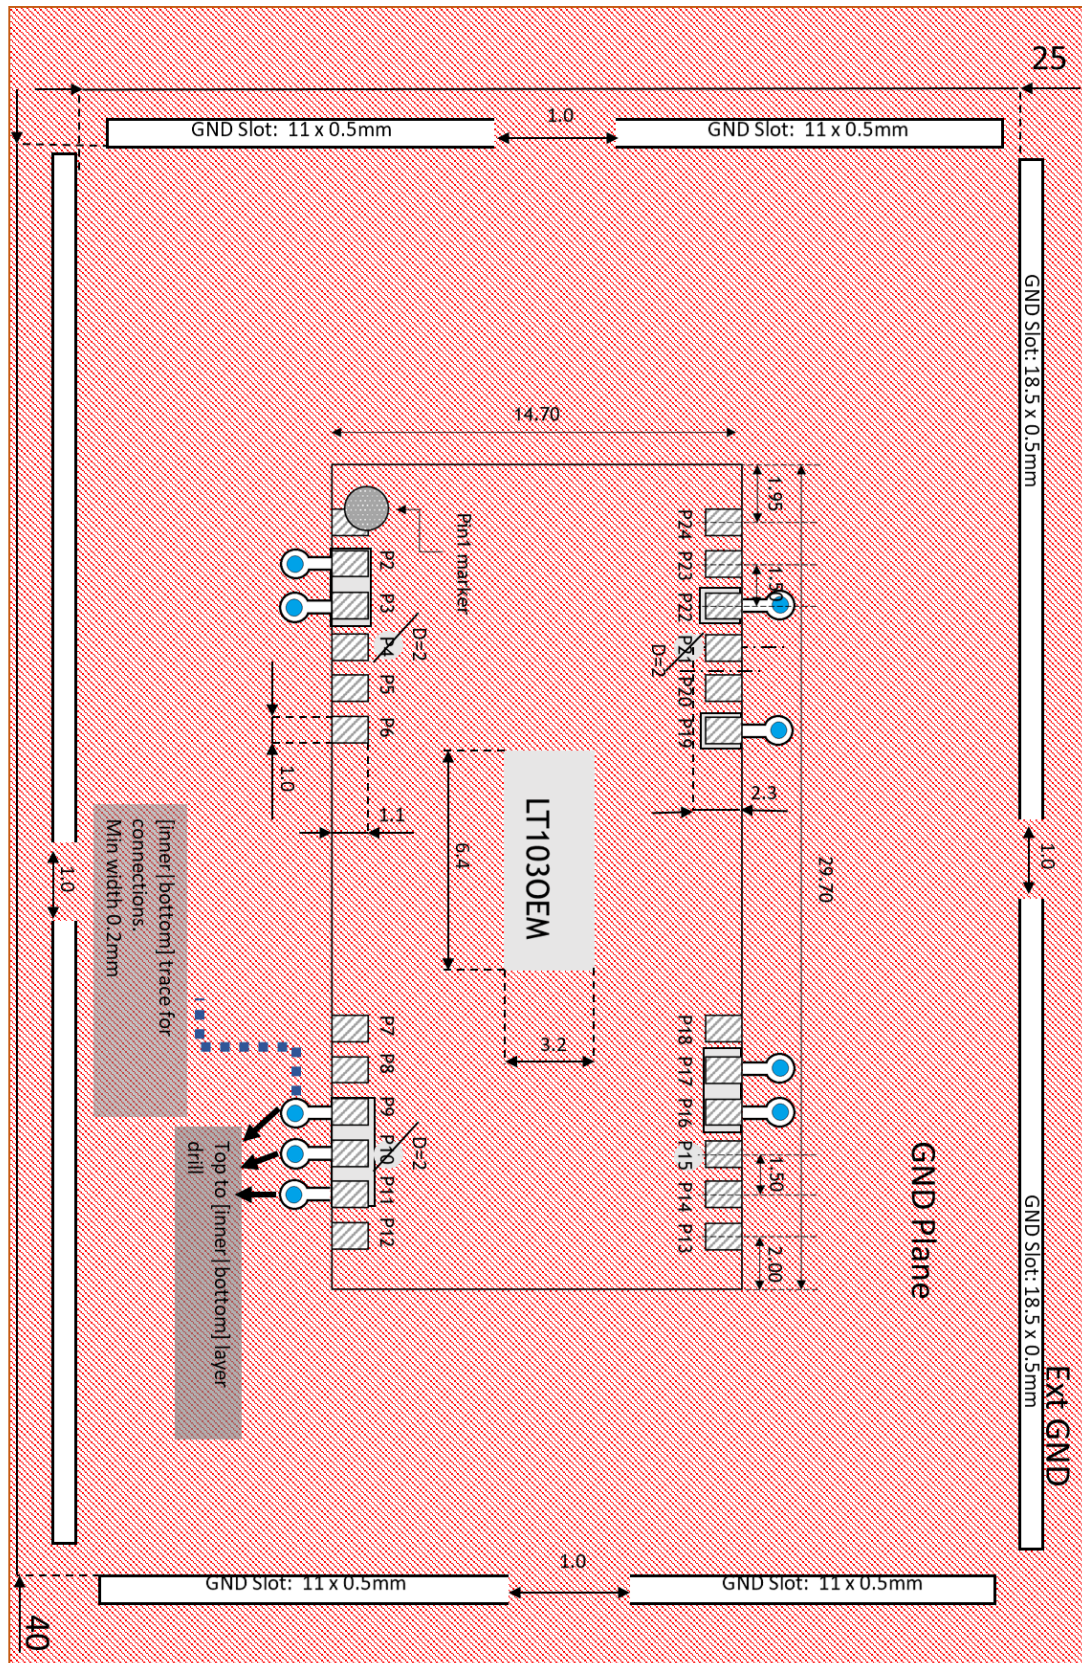 25
GND Slot: 11 x 0.5mm
1.0
GND Slot: 11 x 0.5mm
GND Slot: 18.5 x 0.5mm
14.70
1.95
Pin1 marker
P24
P2
P23
1.50
P3
P22
P4
D=2
P21
D=2
P5
P20
P6
P19
1.0
1.1
2.3
6.4
LT103OEM
29.70
1.0
1.0
[inner|bottom] trace for
connections.
Min width 0.2mm
3.2
P7
P18
P8
P17
P9
P16
P10
D=2
P15
1.50
P11
P14
P12
P13
2.00
Top to [inner|bottom] layer
drill
GND Plane
GND Slot: 18.5 x 0.5mm
Ext GND
GND Slot: 11 x 0.5mm
1.0
GND Slot: 11 x 0.5mm
40